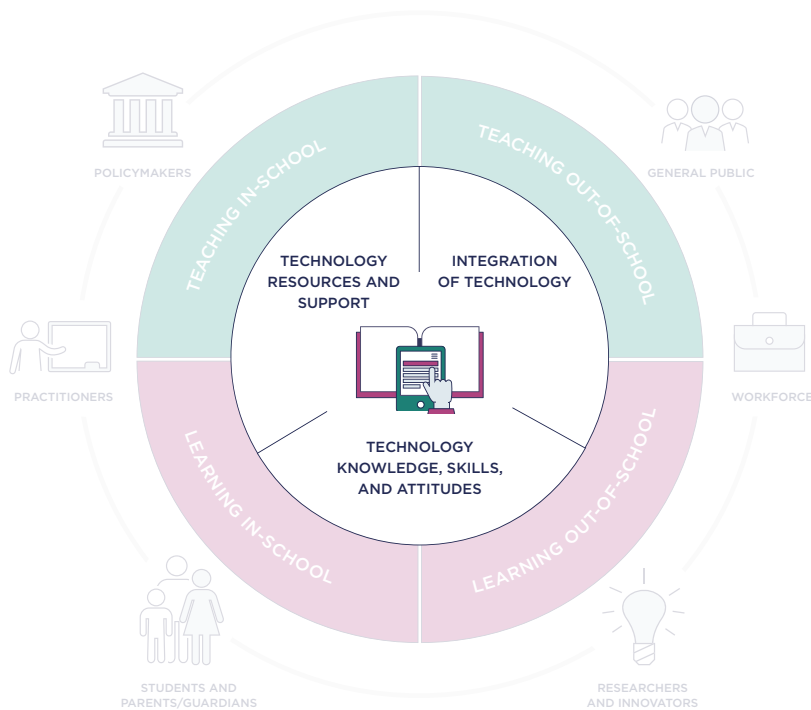 POLICYMAKERS
GENERAL PUBLIC
TEACHING IN-SCHOOL
TEACHING OUT-OF-SCHOOL
TECHNOLOGY
RESOURCES AND
SUPPORT
INTEGRATION
OF TECHNOLOGY
PRACTITIONERS
WORKFORCE
TECHNOLOGY
KNOWLEDGE, SKILLS,
AND ATTITUDES
LEARNING IN-SCHOOL
LEARNING OUT-OF-SCHOOL
STUDENTS AND
PARENTS/GUARDIANS
RESEARCHERS
AND INNOVATORS